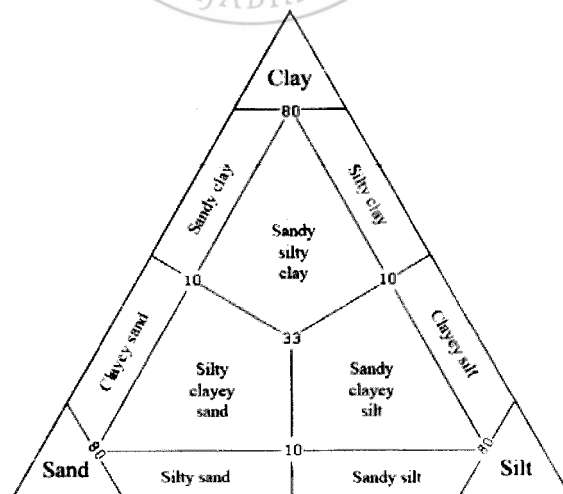 Clay
80
Sandy clay
Silty clay
Sandy
silty
clay
10
10
33
Clayey sand
Clayey silt
Silty
clayey
sand
Sandy
clayey
silt
80
10
80
Sand
Silty sand
Sandy silt
Silt